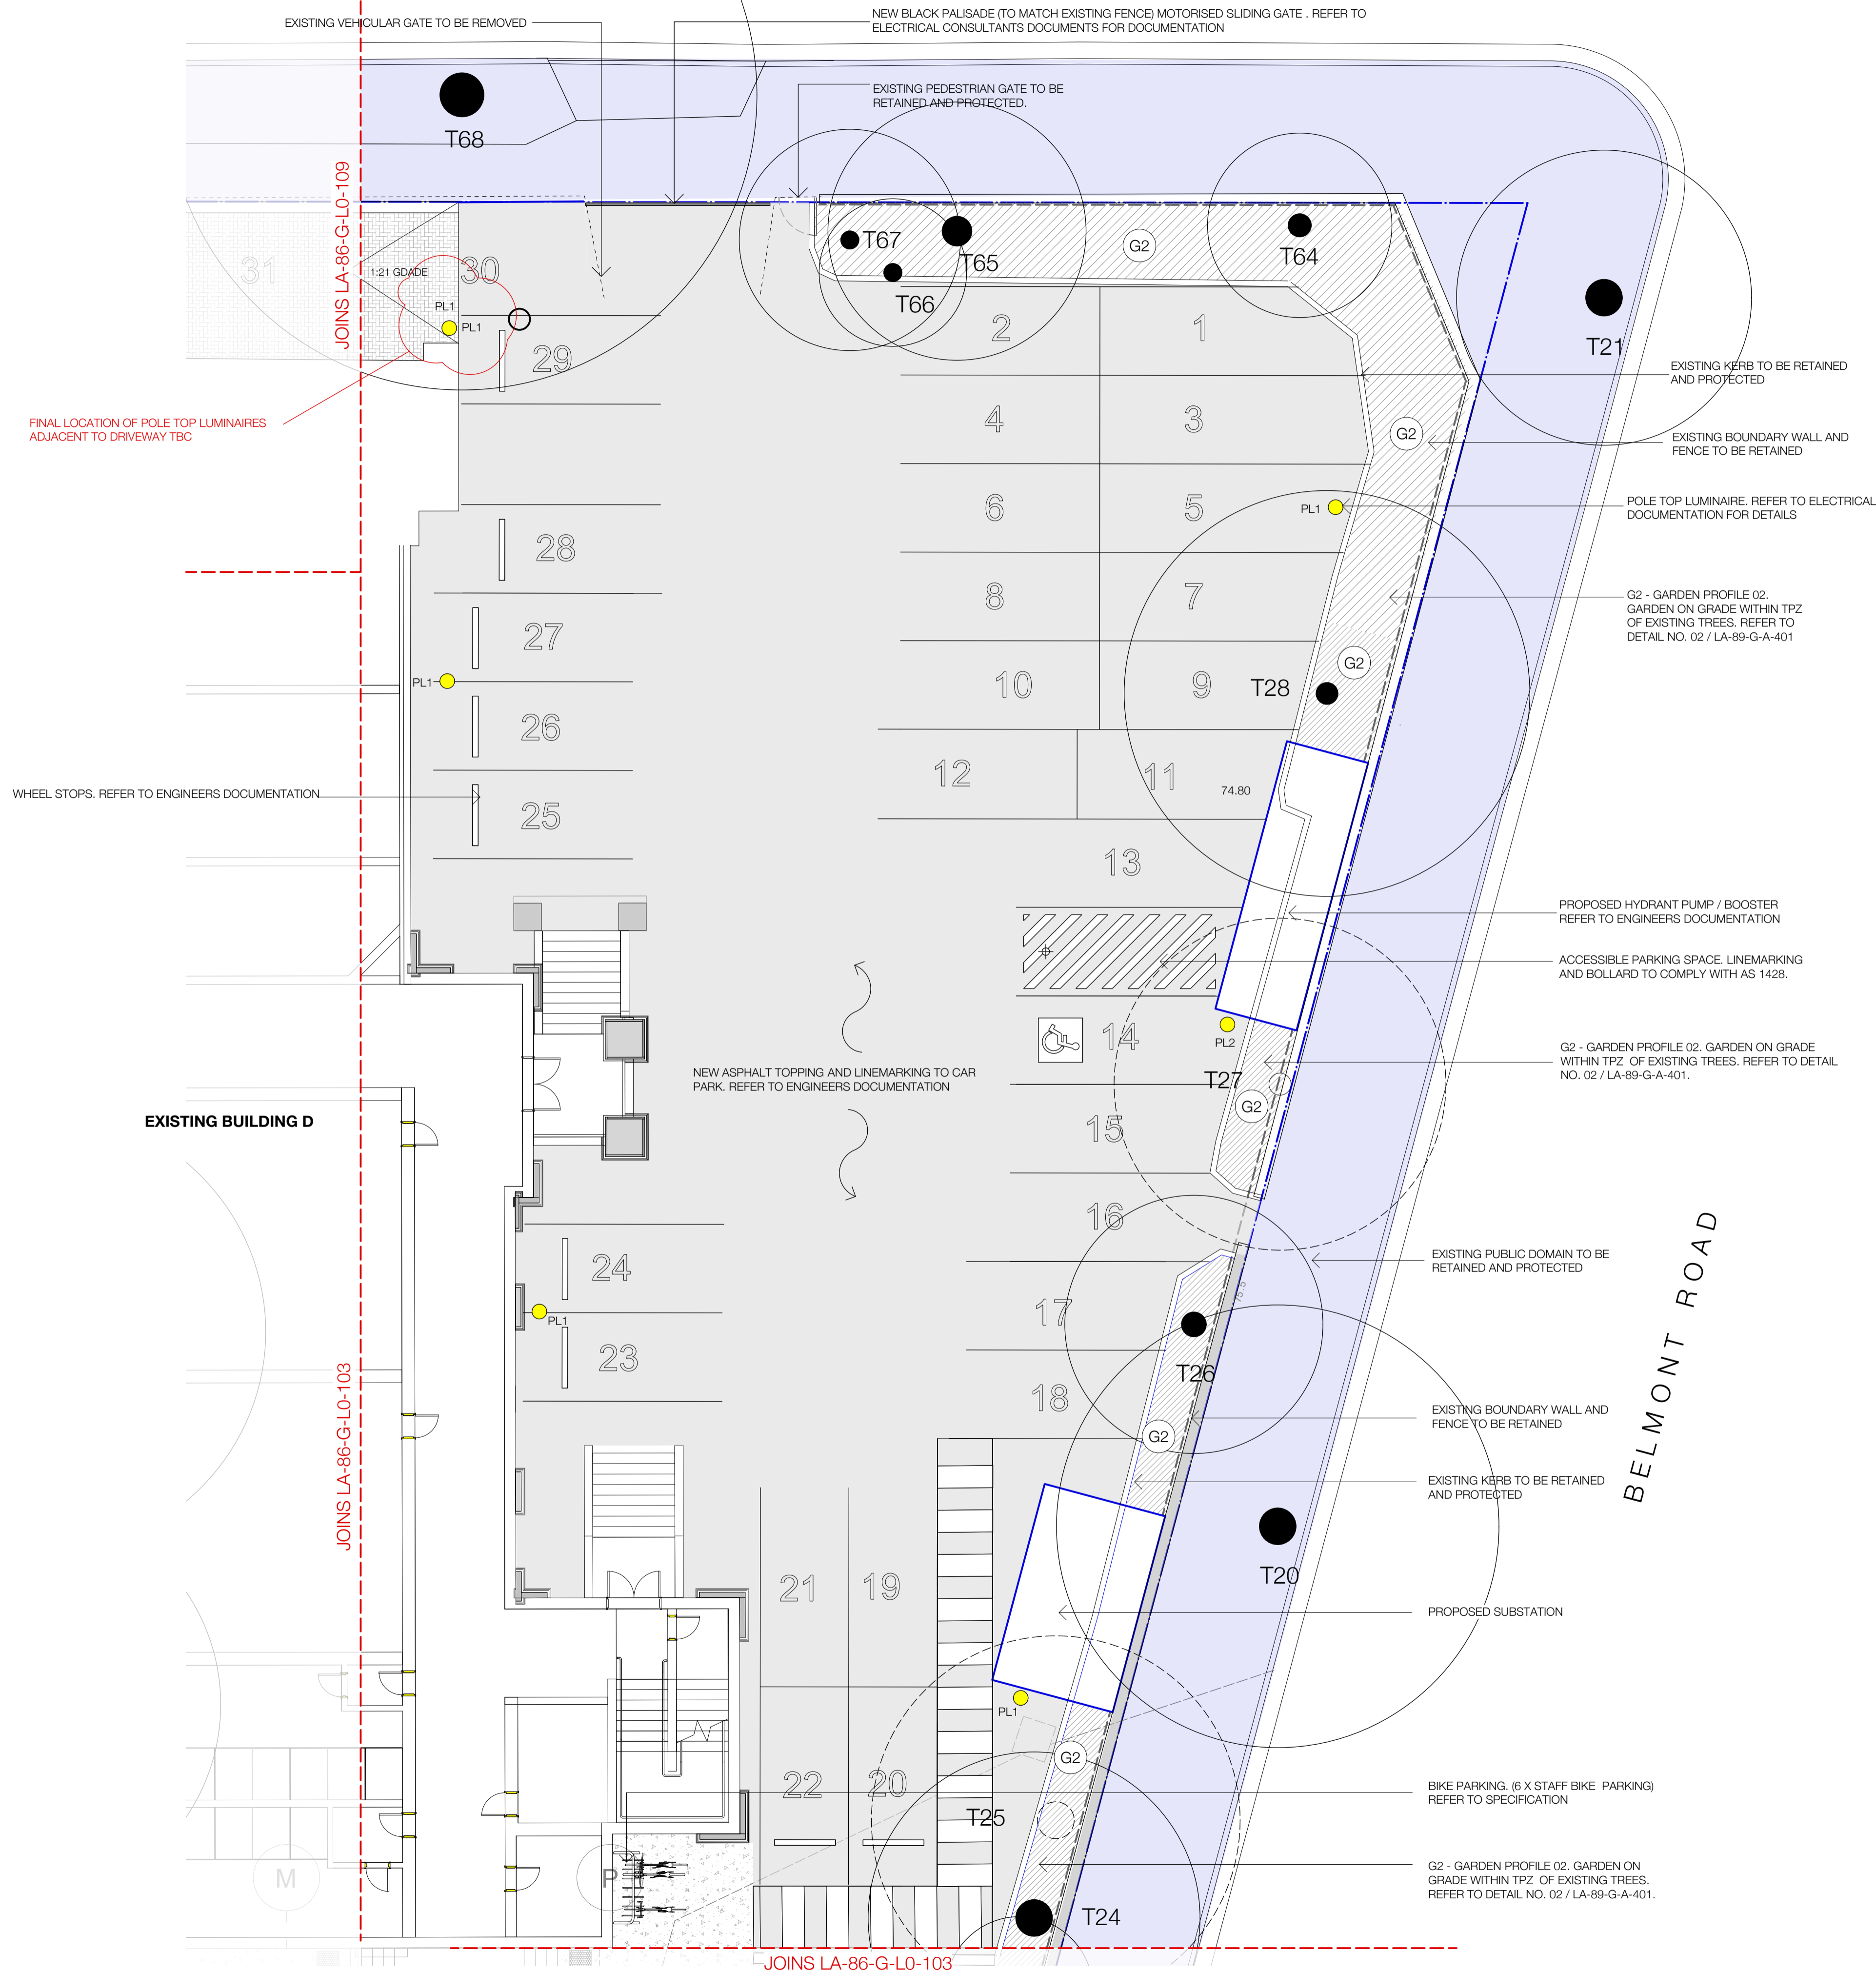 EXISTING VEHICULAR GATE TO BE REMOVED
NEW BLACK PALISADE (TO MATCH EXISTING FENCE) MOTORISED SLIDING GATE . REFER TO
ELECTRICAL CONSULTANTS DOCUMENTS FOR DOCUMENTATION
EXISTING PEDESTRIAN GATE TO BE
RETAINED AND PROTECTED.
T68
JOINS LA-86-G-L0-109
T67
T65
T66
G2
T64
T21
31
1:21 GDADE
30
PL1
PL1
29
2
1
EXISTING KERB TO BE RETAINED
AND PROTECTED
FINAL LOCATION OF POLE TOP LUMINAIRES
ADJACENT TO DRIVEWAY TBC
4
3
G2
EXISTING BOUNDARY WALL AND
FENCE TO BE RETAINED
6
5
PL1
POLE TOP LUMINAIRE. REFER TO ELECTRICAL
DOCUMENTATION FOR DETAILS
28
8
7
G2 - GARDEN PROFILE 02.
GARDEN ON GRADE WITHIN TPZ
OF EXISTING TREES. REFER TO
DETAIL NO. 02 / LA-89-G-A-401
27
PL1
10
9
T28
G2
26
12
11
74.80
WHEEL STOPS. REFER TO ENGINEERS DOCUMENTATION
25
13
PROPOSED HYDRANT PUMP / BOOSTER
REFER TO ENGINEERS DOCUMENTATION
ACCESSIBLE PARKING SPACE. LINEMARKING
AND BOLLARD TO COMPLY WITH AS 1428.
14
PL2
G2 - GARDEN PROFILE 02. GARDEN ON GRADE
WITHIN TPZ OF EXISTING TREES. REFER TO DETAIL
NO. 02 / LA-89-G-A-401.
NEW ASPHALT TOPPING AND LINEMARKING TO CAR
PARK. REFER TO ENGINEERS DOCUMENTATION
T27
G2
EXISTING BUILDING D
15
16
EXISTING PUBLIC DOMAIN TO BE
RETAINED AND PROTECTED
BELMONT ROAD
24
75.5
17
PL1
23
T26
18
JOINS LA-86-G-L0-103
EXISTING BOUNDARY WALL AND
FENCE TO BE RETAINED
G2
EXISTING KERB TO BE RETAINED
AND PROTECTED
T20
21
19
PROPOSED SUBSTATION
PL1
G2
22
20
BIKE PARKING. (6 X STAFF BIKE PARKING)
REFER TO SPECIFICATION
T25
M
P
G2 - GARDEN PROFILE 02. GARDEN ON
GRADE WITHIN TPZ OF EXISTING TREES.
REFER TO DETAIL NO. 02 / LA-89-G-A-401.
T24
JOINS LA-86-G-L0-103